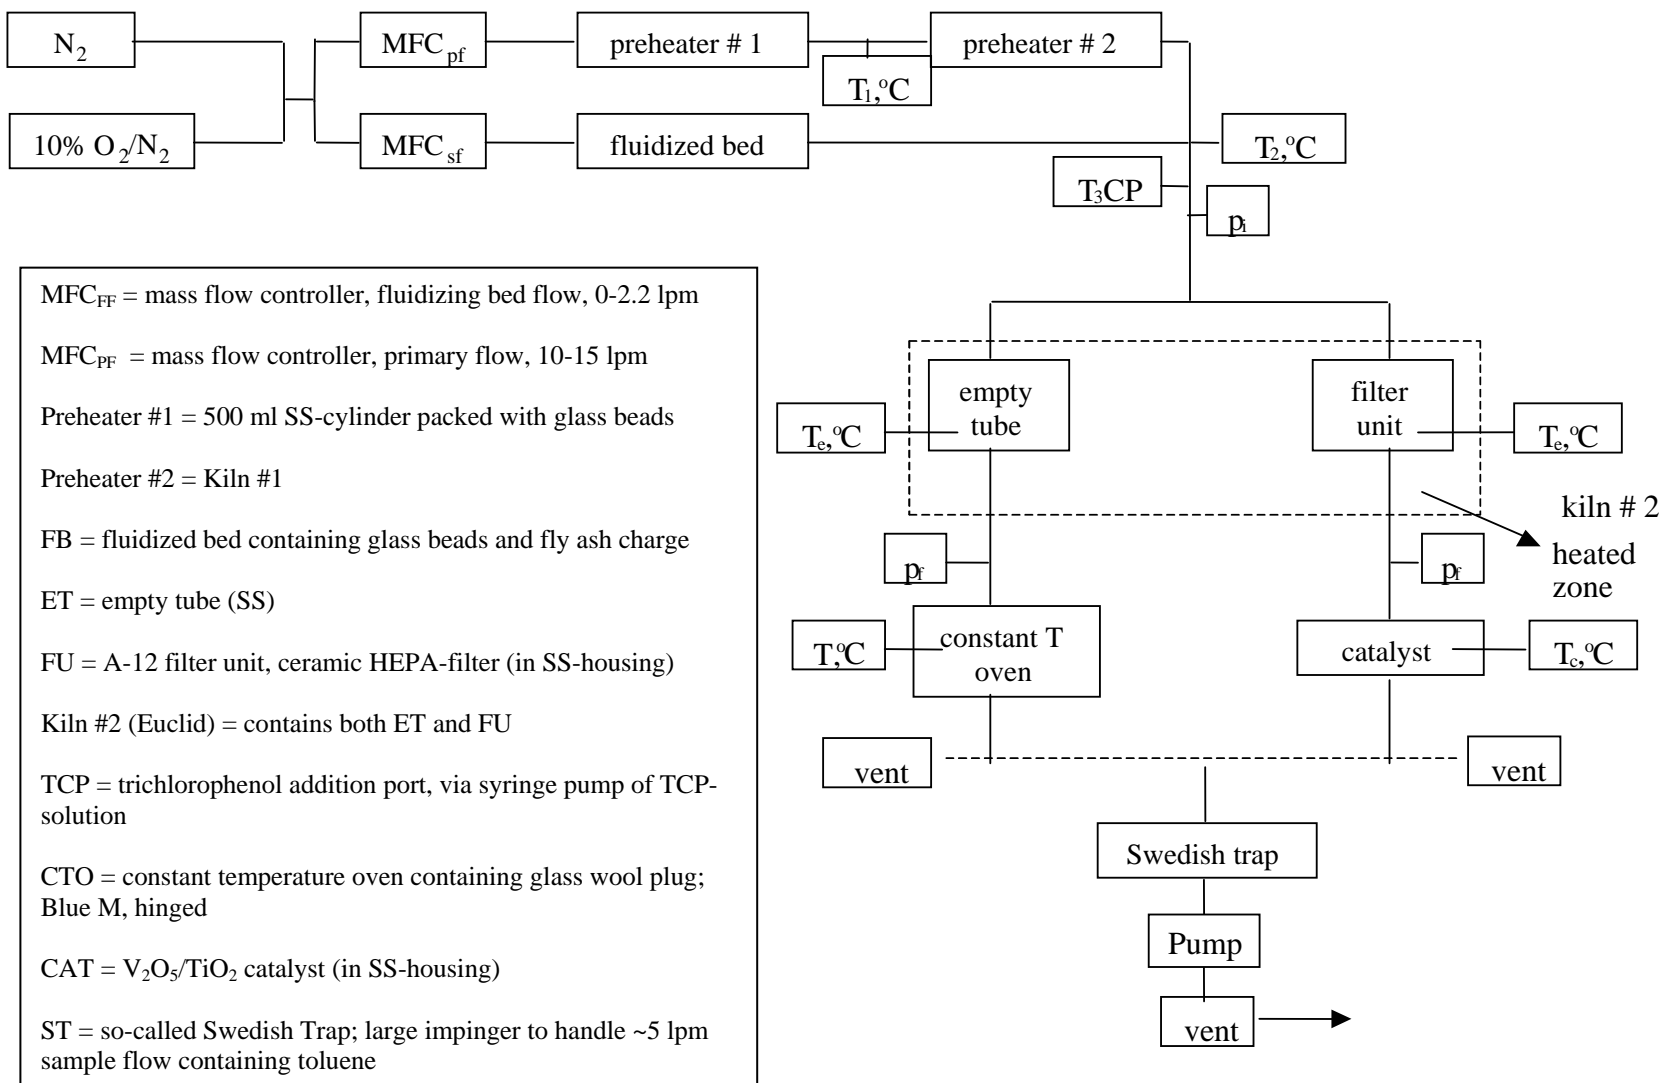 N2
MFCpf
preheater # 1
preheater # 2
T1,oC
10% O2/N2
MFCsf
fluidized bed
T2,oC
T3CP
pi
MFCFF = mass flow controller, fluidizing bed flow, 0-2.2 lpm
MFCPF = mass flow controller, primary flow, 10-15 lpm
Preheater #1 = 500 ml SS-cylinder packed with glass beads
Preheater #2 = Kiln #1
FB = fluidized bed containing glass beads and fly ash charge
ET = empty tube (SS)
FU = A-12 filter unit, ceramic HEPA-filter (in SS-housing)
Kiln #2 (Euclid) = contains both ET and FU
TCP = trichlorophenol addition port, via syringe pump of TCP-
solution
CTO = constant temperature oven containing glass wool plug;
Blue M, hinged
CAT = V2O5/TiO2 catalyst (in SS-housing)
ST = so-called Swedish Trap; large impinger to handle ~5 lpm
sample flow containing toluene
empty
tube
filter
unit
Te,oC
Te,oC
kiln # 2
heated
zone
pf
pf
T,oC
constant T
oven
catalyst
Tc,oC
vent
vent
Swedish trap
Pump
vent